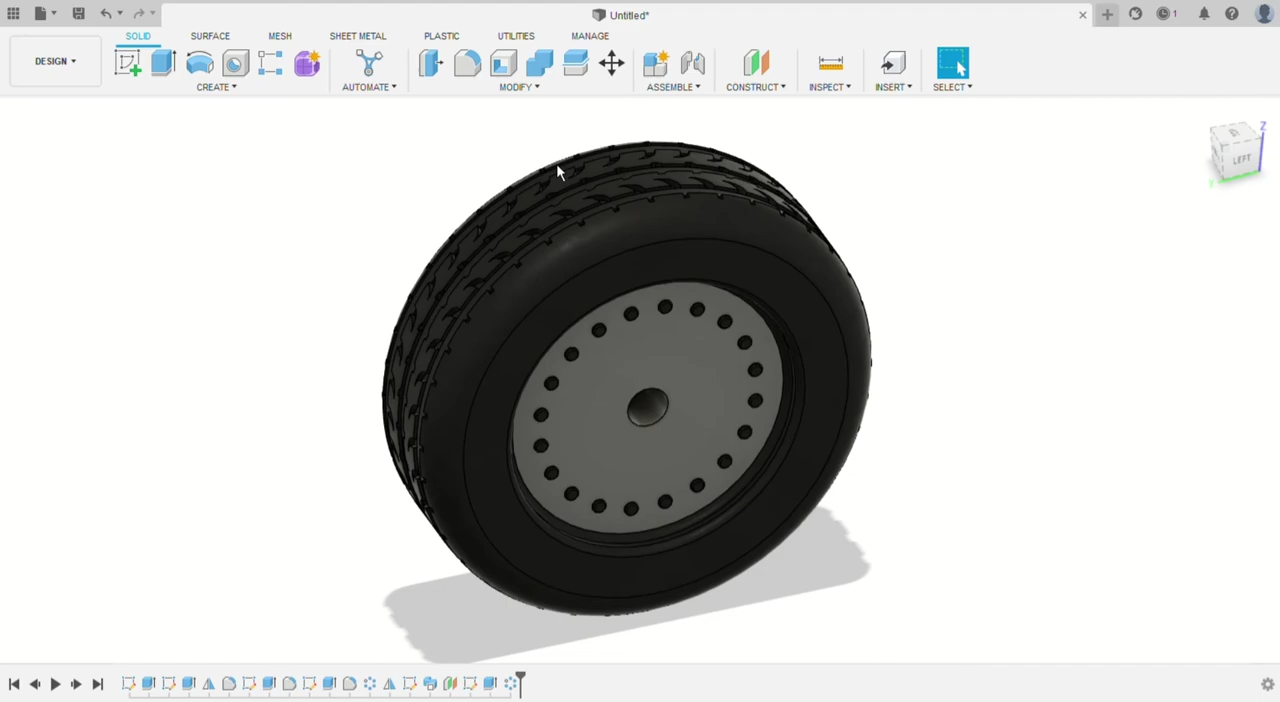 Untitled*
1
DESIGN
SOLID SURFACE MESH SHEET METAL PLASTIC UTILITIES MANAGE
CREATE AUTOMATE MODIFY ASSEMBLE CONSTRUCT INSPECT INSERT SELECT
Z
LEFT